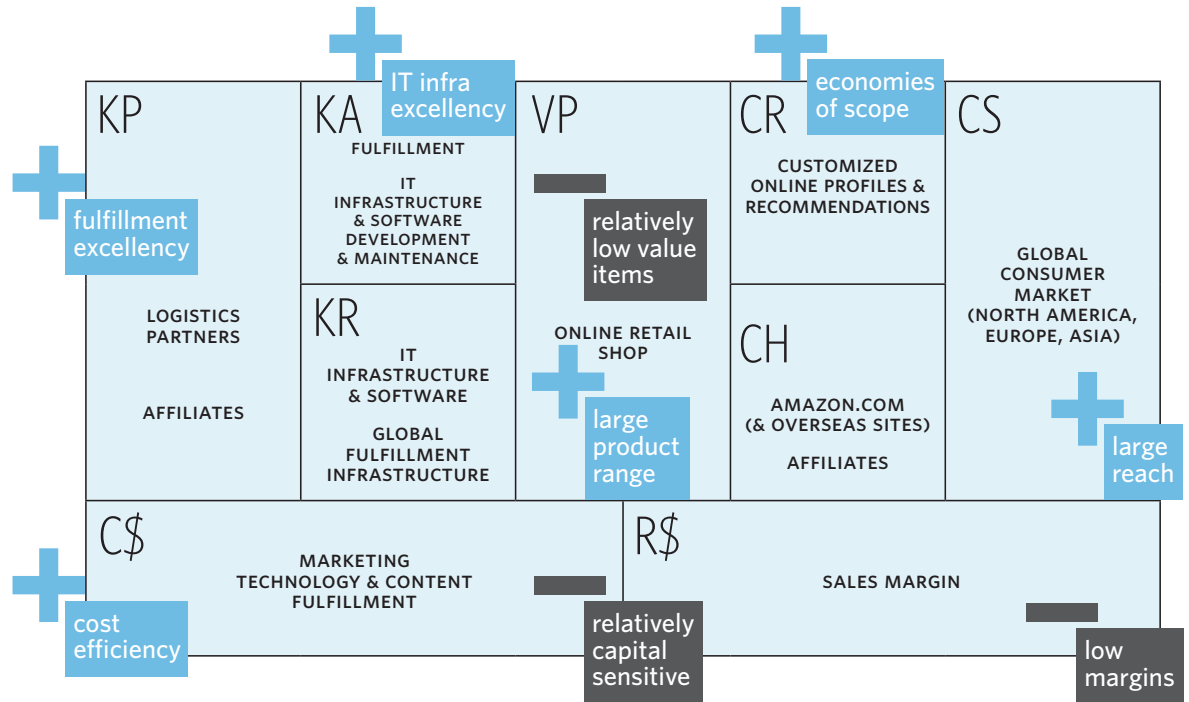 KP
fulfillment
excellency
LOGISTICS
PARTNERS
AFFILIATES
KA
IT infra
excellency
FULFILLMENT
IT
INFRASTRUCTURE
& SOFTWARE
DEVELOPMENT
& MAINTENANCE
KR
IT
INFRASTRUCTURE
& SOFTWARE
GLOBAL
FULFILLMENT
INFRASTRUCTURE
VP
relatively
low value
items
ONLINE RETAIL
SHOP
large
product
range
CR
economies
of scope
CUSTOMIZED
ONLINE PROFILES &
RECOMMENDATIONS
CH
AMAZON.COM
(& OVERSEAS SITES)
AFFILIATES
CS
GLOBAL
CONSUMER
MARKET
(NORTH AMERICA,
EUROPE, ASIA)
large
reach
C$
MARKETING
TECHNOLOGY & CONTENT
FULFILLMENT
cost
efficiency
relatively
capital
sensitive
R$
SALES MARGIN
low
margins